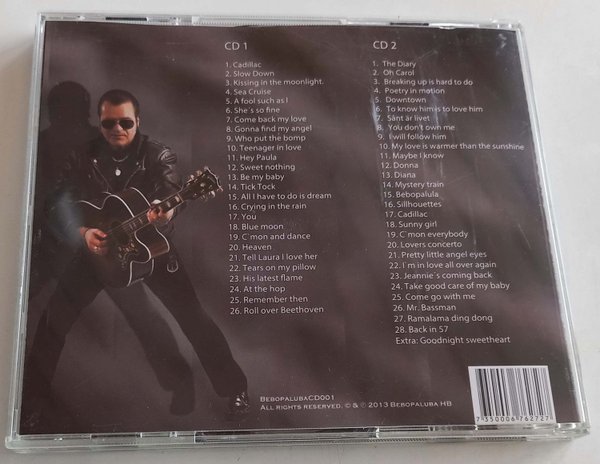 CD 1
1. Cadillac
2. Slow Down
3. Kissing in the moonlight.
4. Sea Cruise
5. A fool such as I
6. She´s so fine
7. Come back my love
8. Gonna find my angel
9. Who put the bomp
10. Teenager in love
11. Hey Paula
12. Sweet nothing
13. Be my baby
14. Tick Tock
15. All I have to do is dream
16. Crying in the rain
17. You
18. Blue moon
19. C´mon and dance
20. Heaven
21. Tell Laura I love her
22. Tears on my pillow
23. His latest flame
24. At the hop
25. Remember then
26. Roll over Beethoven
CD 2
1. The Diary
2. Oh Carol
3. Breaking up is hard to do
4. Poetry in motion
5. Downtown
6. To know him is to love him
7. Sånt är livet
8. You don´t own me
9. I will follow him
10. My love is warmer than the sunshine
11. Maybe I know
12. Donna
13. Diana
14. Mystery train
15. Bebopalula
16. Sillhouettes
17. Cadillac
18. Sunny girl
19. C´mon everybody
20. Lovers concerto
21. Pretty little angel eyes
22. I´m in love all over again
23. Jeannie´s coming back
24. Take good care of my baby
25. Come go with me
26. Mr. Bassman
27. Ramalama ding dong
28. Back in 57
Extra: Goodnight sweetheart
BebopalubaCD001
All rights reserved. © & ℗ 2013 Bebopaluba HB
7 350006 762727